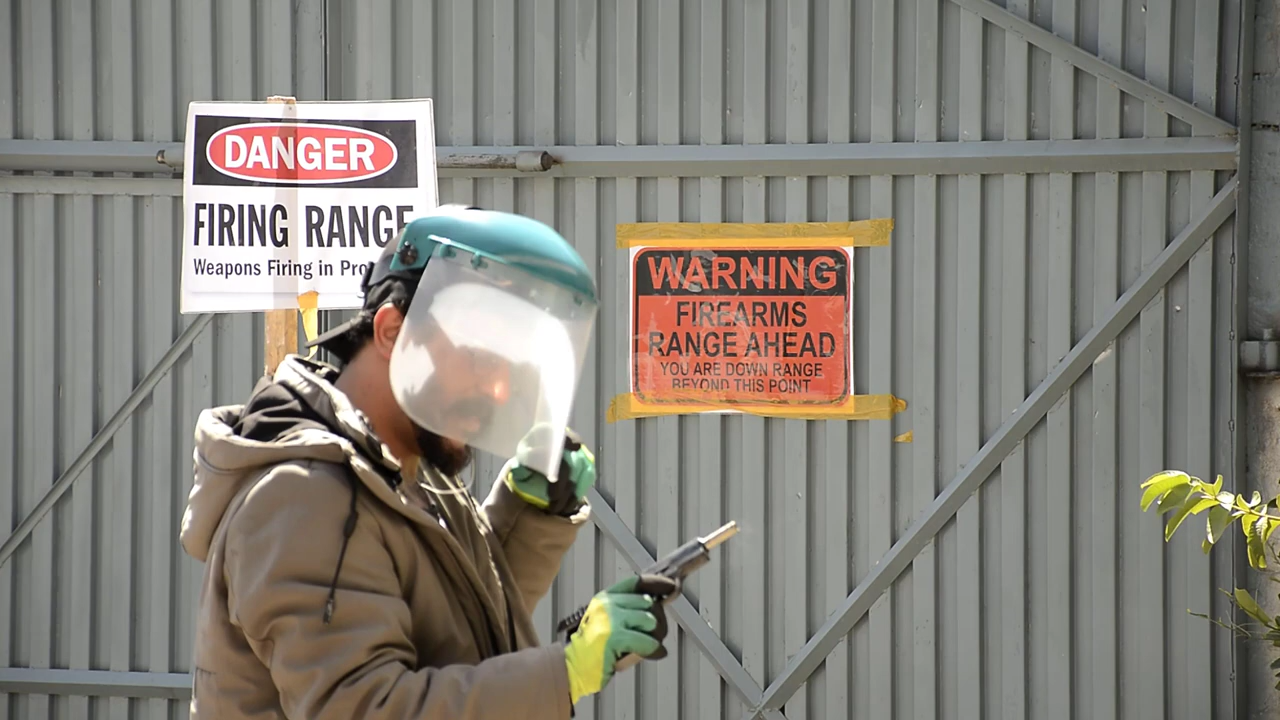 DANGER
FIRING RANGE
Weapons Firing in
WARNING
FIREARMS
RANGE AHEAD
YOU ARE DOWN RANGE
BEYOND THIS POINT